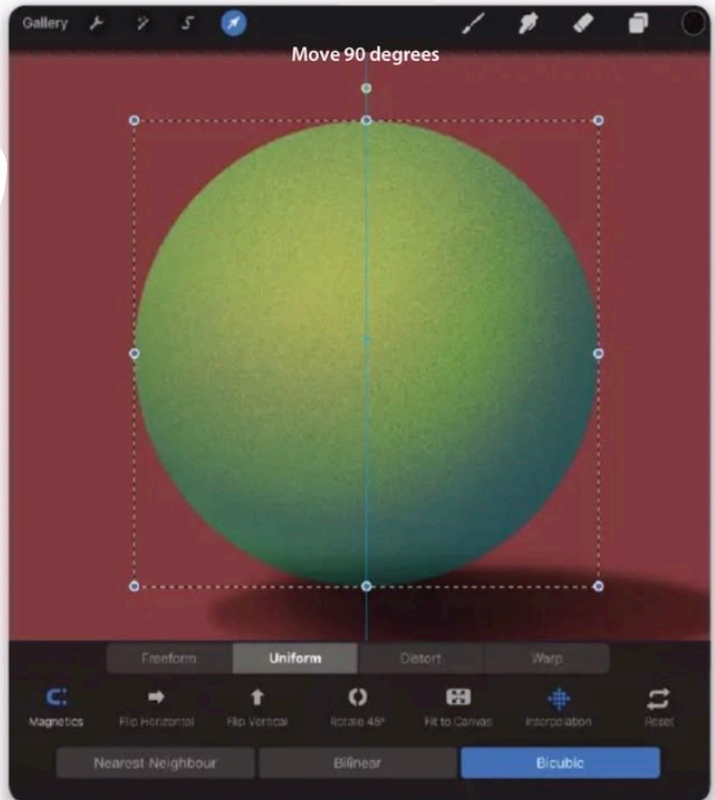 Gallery
Move 90 degrees
Freeform Uniform Distort Warp
Magnetics Flip Horizontal Flip Vertical Rotate 45° Fit to Canvas Interpolation Reset
Nearest Neighbour Bilinear Bicubic